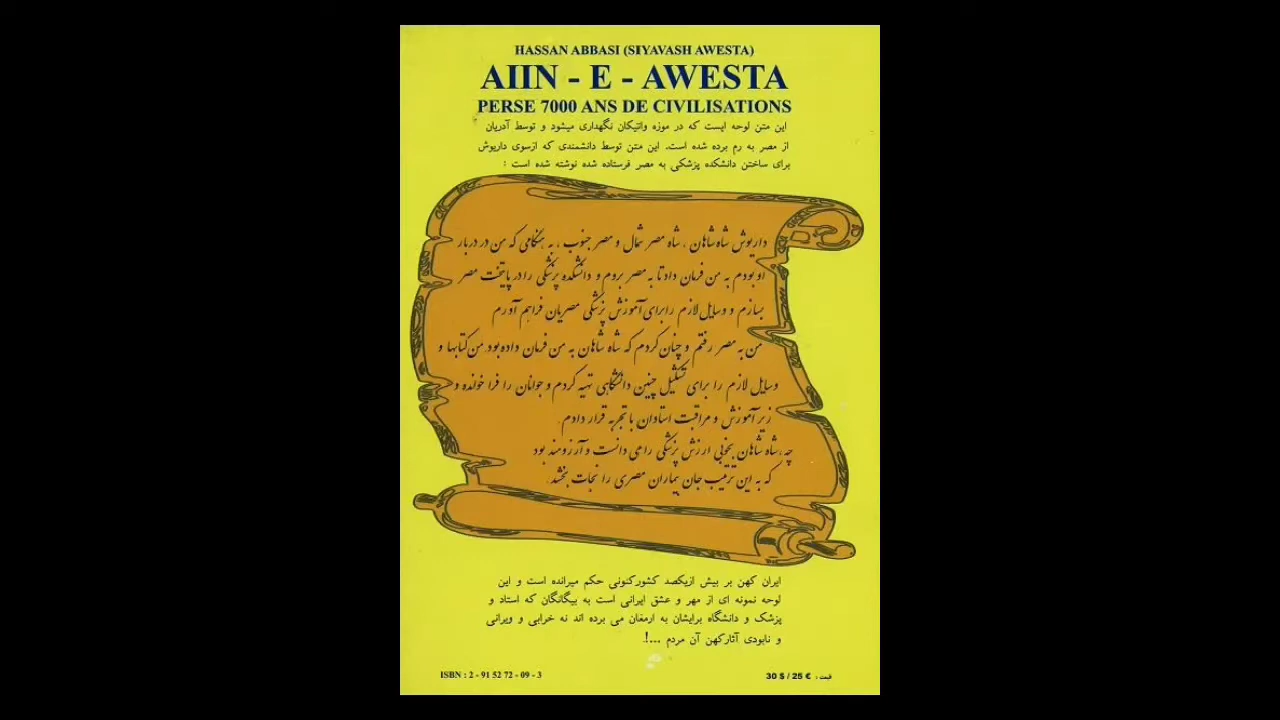 HASSAN ABBASI (SIYAVASH AWESTA)
AIIN - E - AWESTA
PERSE 7000 ANS DE CIVILISATIONS
این متن لوحه ایست که در موزه واتیکان نگهداری میشود و توسط آدریان
از مصر به رم برده شده است. این متن توسط دانشمندی که ازسوی داریوش
برای ساختن دانشکده پزشکی به مصر فرستاده شده نوشته شده است :
داریوش شاه شاهان ، شاه مصر شمال و مصر جنوب ، به هنگامی که من در دربار
او بودم به من فرمان داد تا به مصر بروم و دانشکده پزشکی را در پایتخت مصر
بسازم و وسایل لازم را برای آموزش پزشکی مصریان فراهم آورم
من به مصر رفتم و چنان کردم که شاه شاهان به من فرمان داده بود. من کتابها و
وسایل لازم را برای تشکیل چنین دانشگاهی تهیه کردم و جوانان را فرا خوانده و
زیر آموزش و مراقبت استادان با تجربه قرار دادم.
چه، شاه شاهان بخوبی ارزش پزشکی را می دانست و آرزومند بود
که به این ترتیب جان بیماران مصری را نجات بخشد.
ایران کهن بر بیش ازیکصد کشورکنونی حکم میرانده است و این
لوحه نمونه ای از مهر و عشق ایرانی است به بیگانگان که استاد و
پزشک و دانشگاه برایشان به ارمغان می برده اند نه خرابی و ویرانی
و نابودی آثارکهن آن مردم ...!
ISBN : 2 - 91 52 72 - 09 - 3
قیمت : 30 $ / 25 €